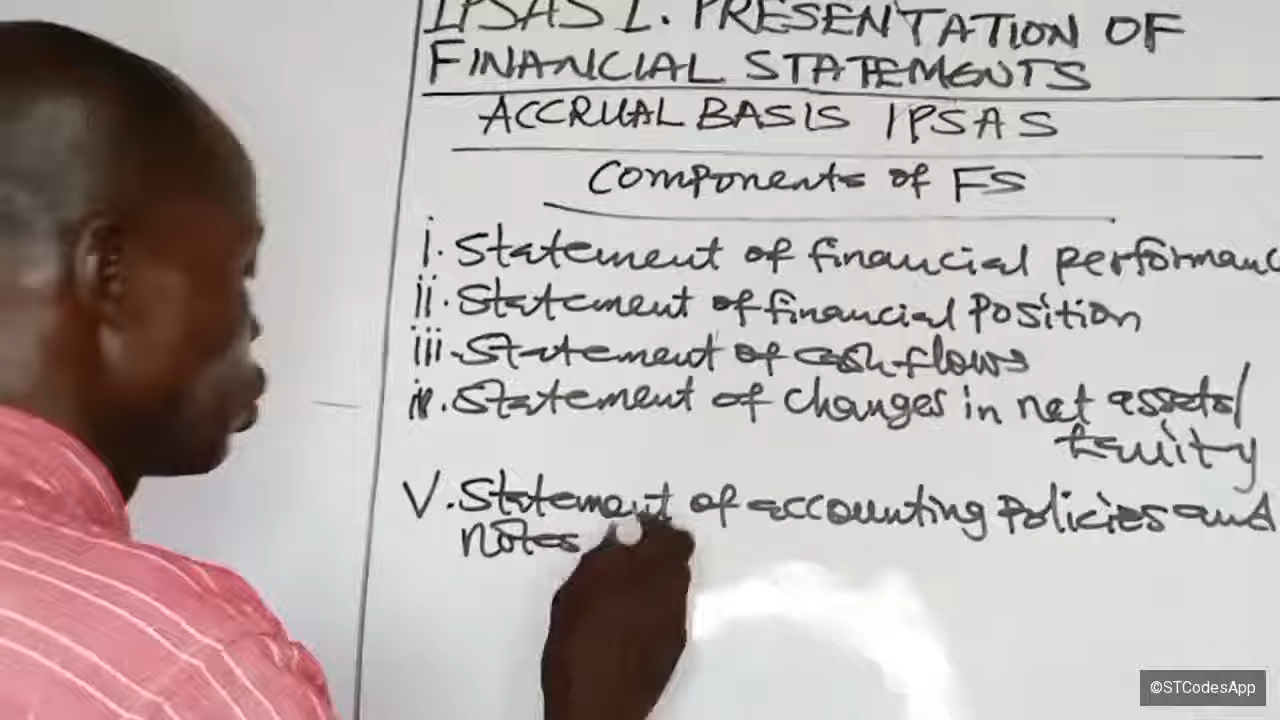 IPSAS 1. PRESENTATION OF
FINANCIAL STATEMENTS
ACCRUAL BASIS IPSAS
Components of FS
i. Statement of financial performanc
ii. Statement of financial Position
iii. Statement of cash flows
iv. Statement of changes in net assets/
Equity
V. Statement of accounting Policies and
notes
©STCodesApp